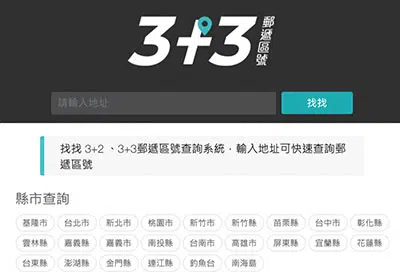 3+3郵遞區號
請輸入地址 找找
找找 3+2 、3+3郵遞區號查詢系統，輸入地址可快速查詢郵
遞區號
縣市查詢
基隆市 台北市 新北市 桃園市 新竹市 新竹縣 苗栗縣 台中市 彰化縣
雲林縣 嘉義縣 嘉義市 南投縣 台南市 高雄市 屏東縣 宜蘭縣 花蓮縣
台東縣 澎湖縣 金門縣 連江縣 釣魚台 南海島